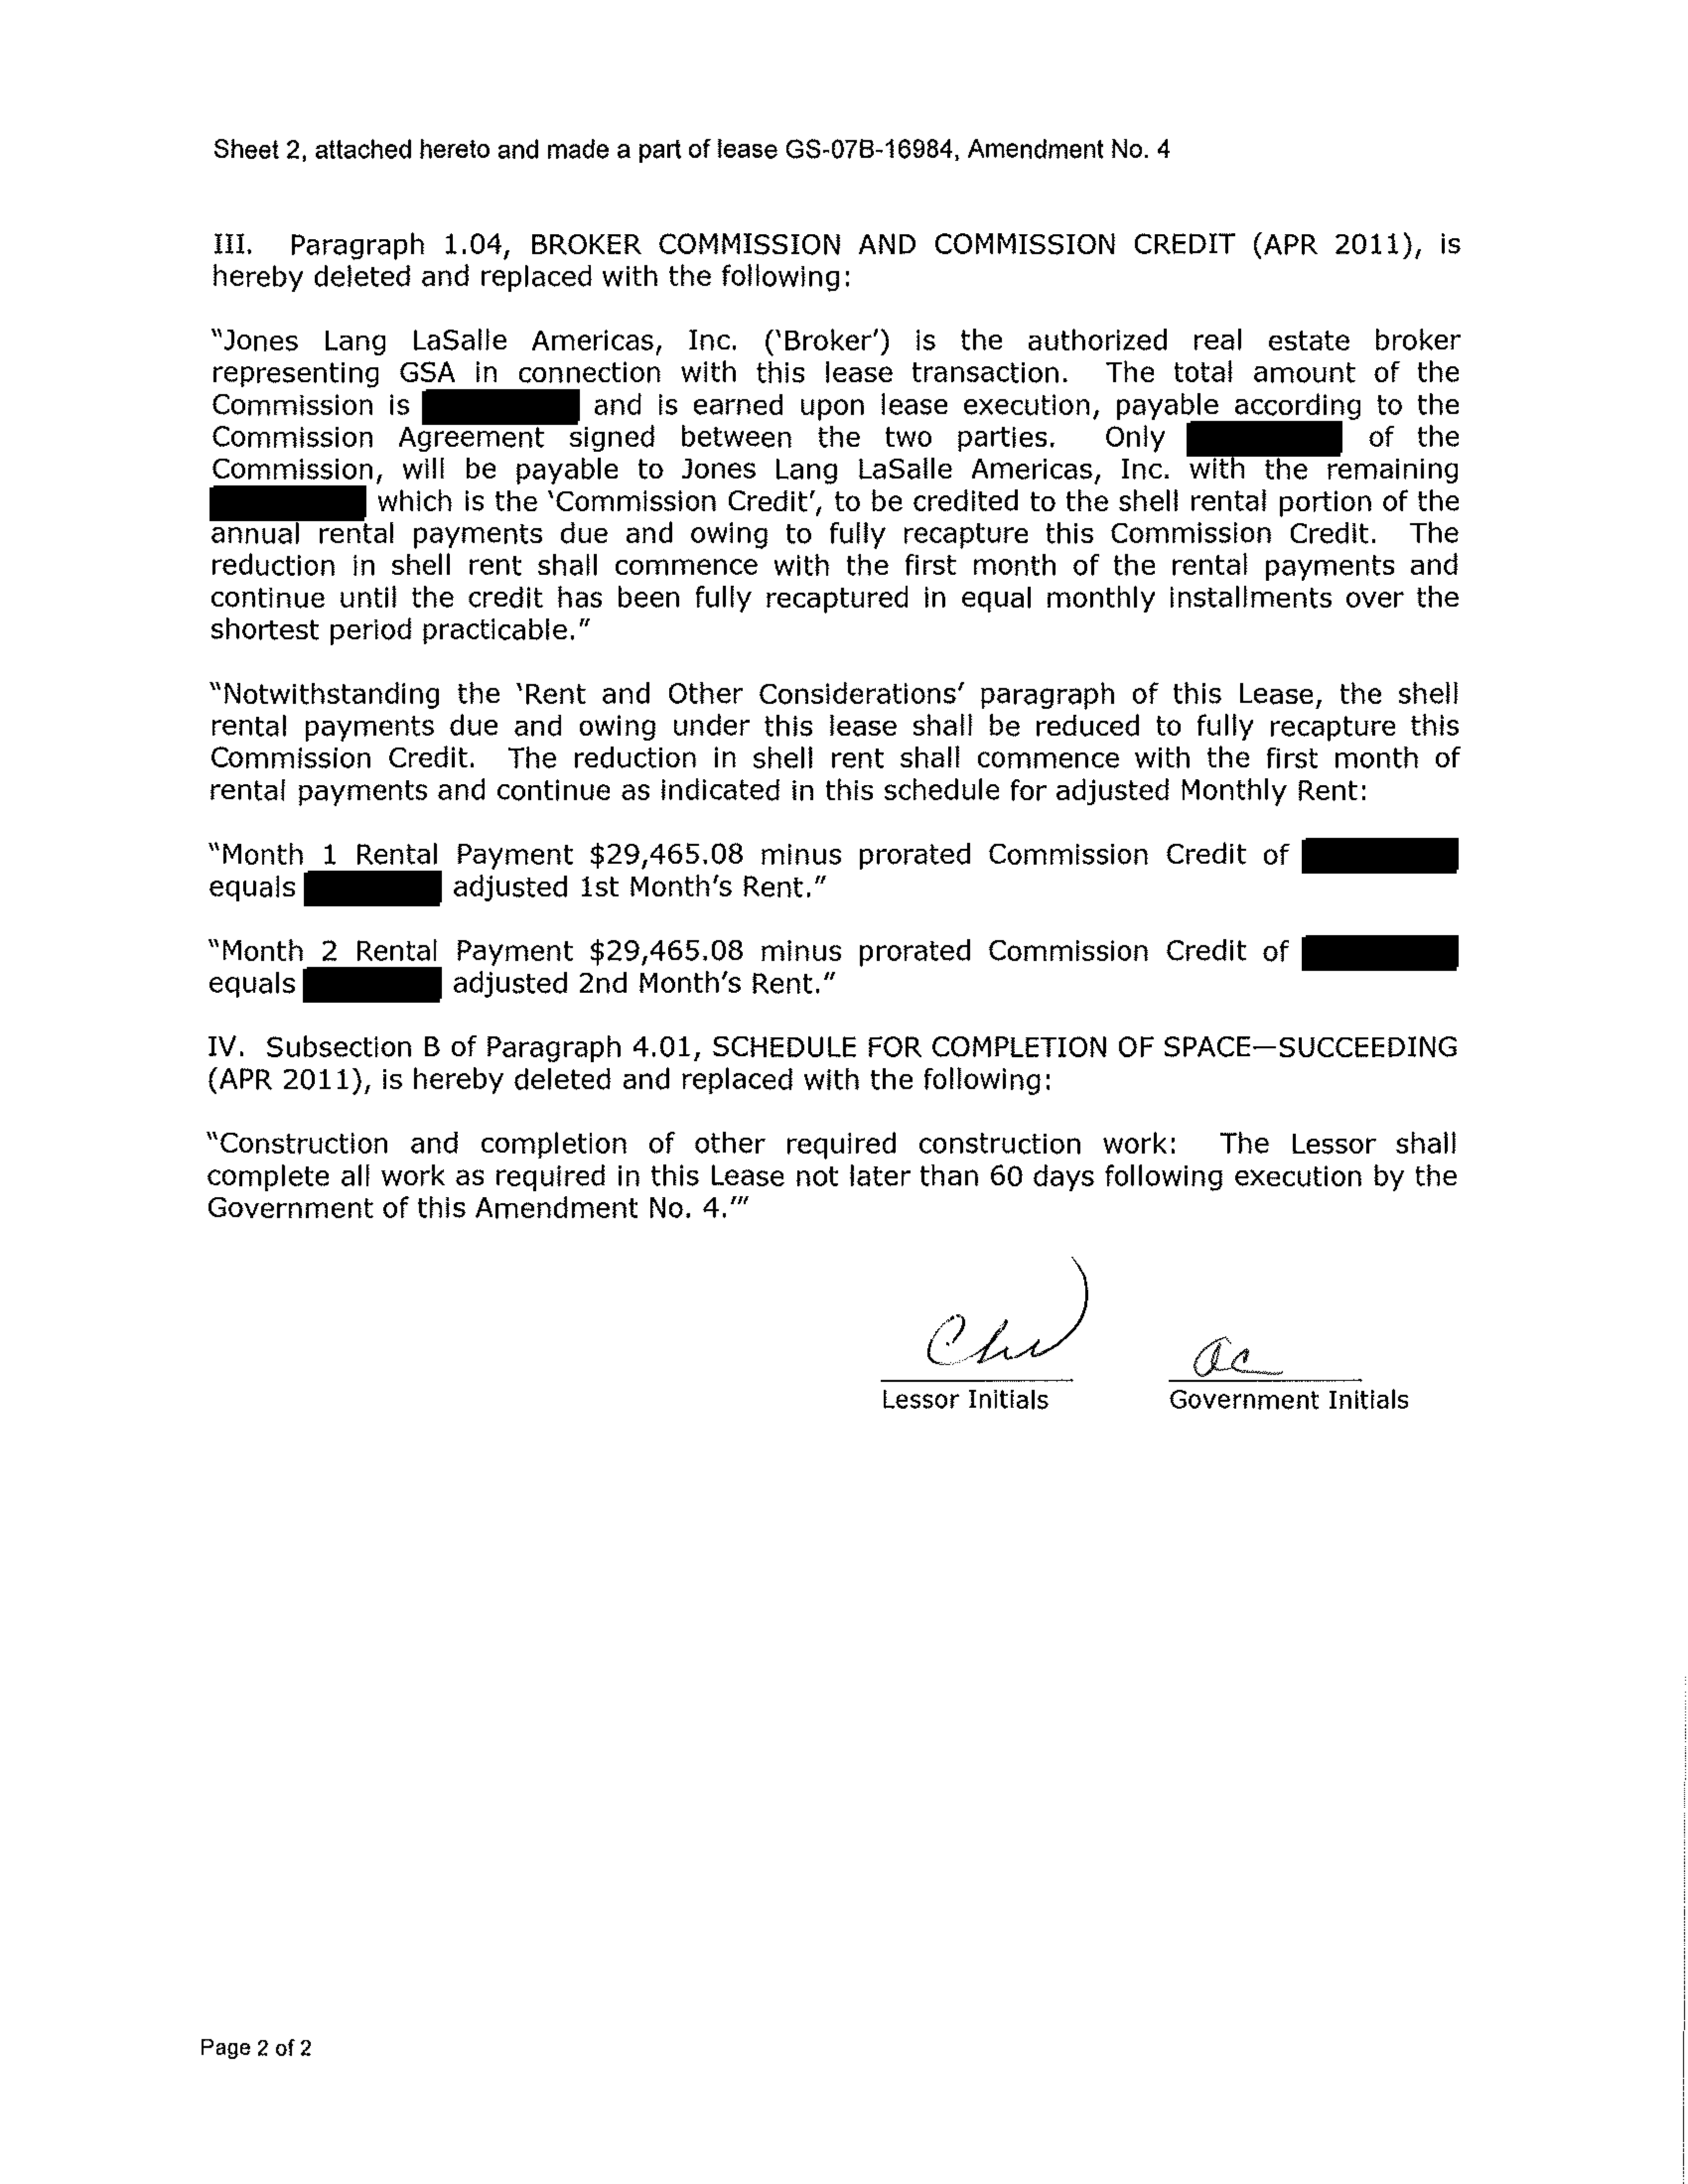 Sheet 2, attached hereto and made a part of lease GS-07B-16984, Amendment No. 4
III. Paragraph 1.04, BROKER COMMISSION AND COMMISSION CREDIT (APR 2011), is
hereby deleted and replaced with the following:
"Jones Lang LaSalle Americas, Inc. ('Broker') is the authorized real estate broker
representing GSA in connection with this lease transaction. The total amount of the
Commission is and is earned upon lease execution, payable according to the
Commission Agreement signed between the two parties. Only of the
Commission, will be payable to Jones Lang LaSalle Americas, Inc. with the remaining
which is the 'Commission Credit', to be credited to the shell rental portion of the
annual rental payments due and owing to fully recapture this Commission Credit. The
reduction in shell rent shall commence with the first month of the rental payments and
continue until the credit has been fully recaptured in equal monthly installments over the
shortest period practicable."
"Notwithstanding the 'Rent and Other Considerations' paragraph of this Lease, the shell
rental payments due and owing under this lease shall be reduced to fully recapture this
Commission Credit. The reduction in shell rent shall commence with the first month of
rental payments and continue as indicated in this schedule for adjusted Monthly Rent:
"Month 1 Rental Payment $29,465.08 minus prorated Commission Credit of
equals adjusted 1st Month's Rent."
"Month 2 Rental Payment $29,465.08 minus prorated Commission Credit of
equals adjusted 2nd Month's Rent."
IV. Subsection B of Paragraph 4.01, SCHEDULE FOR COMPLETION OF SPACE—SUCCEEDING
(APR 2011), is hereby deleted and replaced with the following:
"Construction and completion of other required construction work: The Lessor shall
complete all work as required in this Lease not later than 60 days following execution by the
Government of this Amendment No. 4.'"
Lessor Initials Government Initials
Page 2 of 2